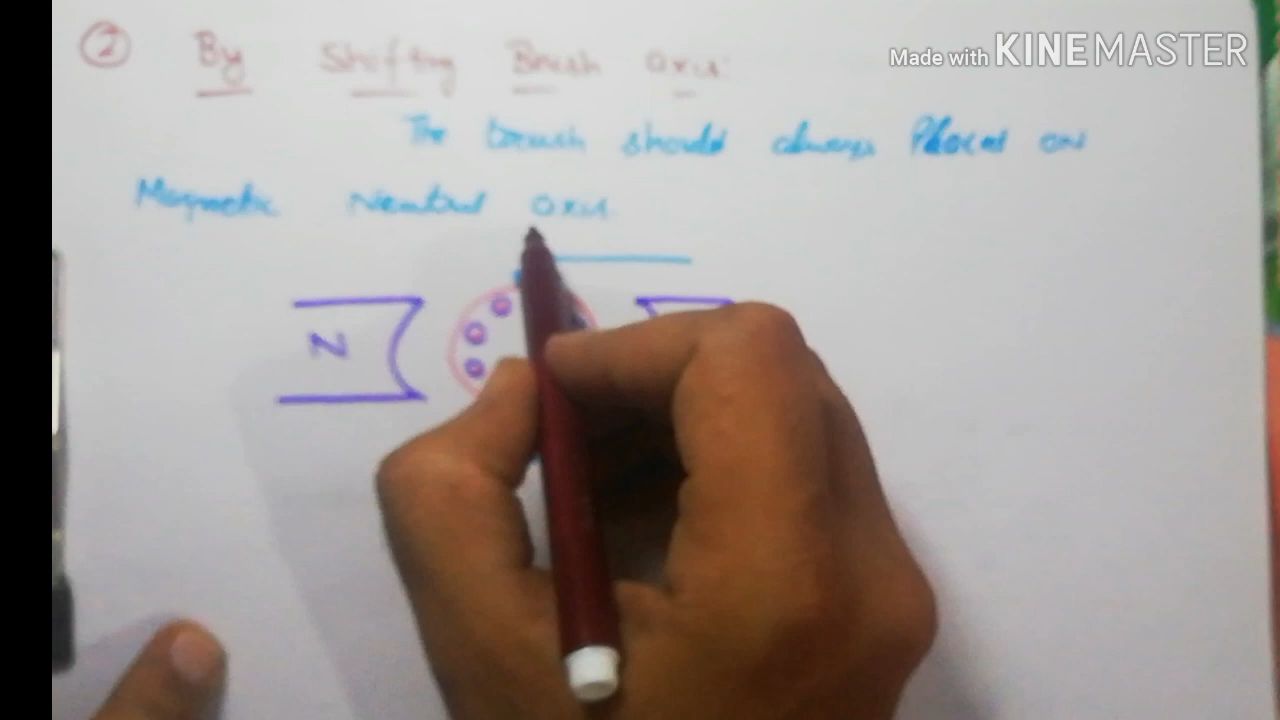 Made with KINEMASTER
② By Shifting Brush axis:
The brush should always Placed on
Magnetic Neutral axis.
N